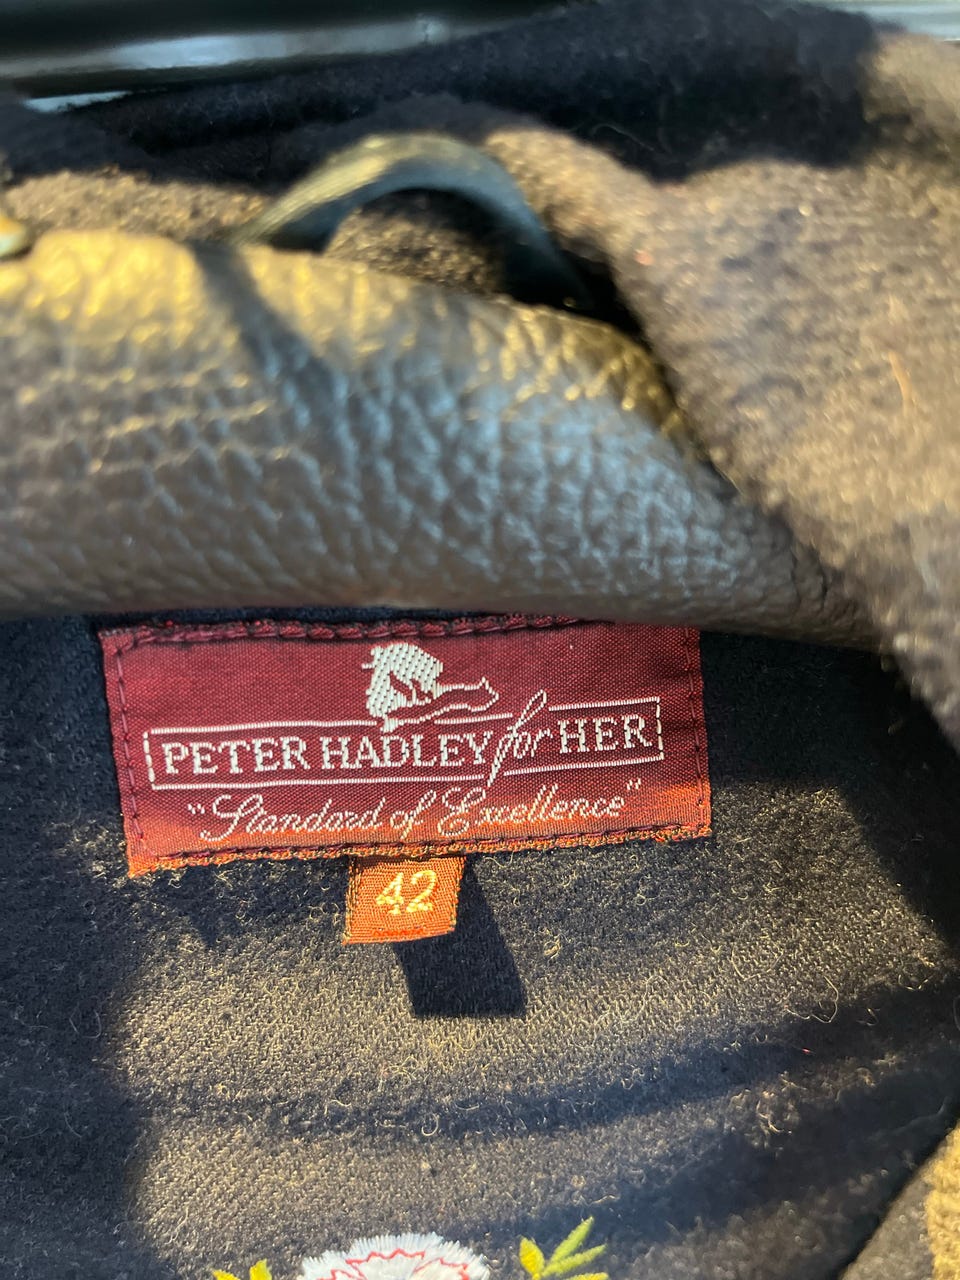 PETER HADLEY for HER
"Standard of Excellence"
42